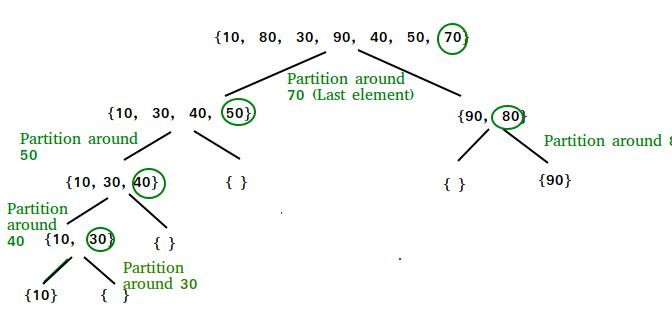 {10, 80, 30, 90, 40, 50, 70}
Partition around
70 (Last element)
{10, 30, 40, 50}
{90, 80}
Partition around
50
Partition around
{10, 30, 40}
{ }
{ }
{90}
Partition
around
40
{10, 30}
{ }
Partition
around 30
{10}
{ }